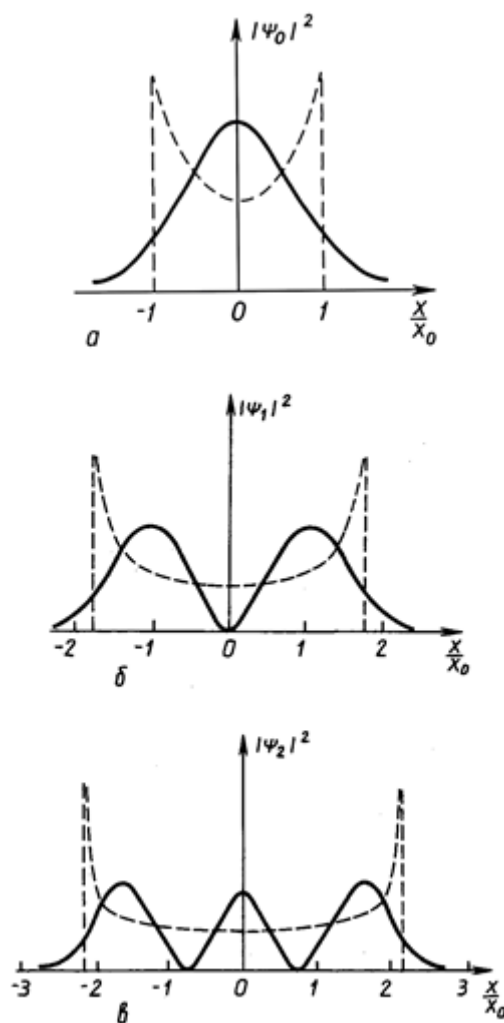 |Ψ₀|²
-1 0 1 x/x₀
а
|Ψ₁|²
-2 -1 0 1 2 x/x₀
б
|Ψ₂|²
-3 -2 -1 0 1 2 3 x/x₀
в